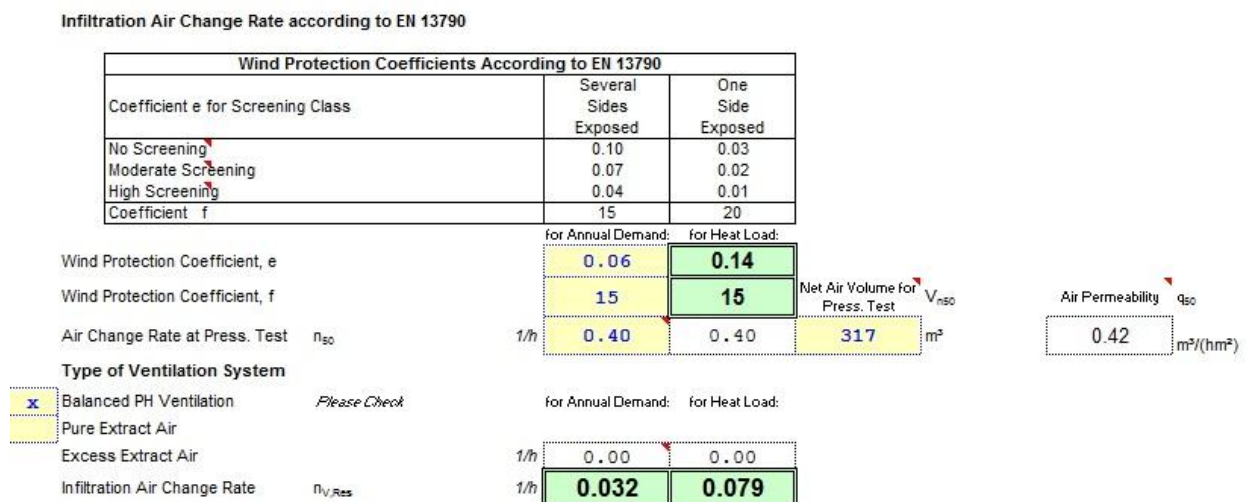 Infiltration Air Change Rate according to EN 13790
Wind Protection Coefficients According to EN 13790
Coefficient e for Screening Class Several Sides Exposed One Side Exposed
No Screening 0.10 0.03
Moderate Screening 0.07 0.02
High Screening 0.04 0.01
Coefficient f 15 20
for Annual Demand: for Heat Load:
Wind Protection Coefficient, e 0.06 0.14
Wind Protection Coefficient, f 15 15 Net Air Volume for Press. Test Vn50 Air Permeability q50
Air Change Rate at Press. Test n50 1/h 0.40 0.40 317 m³ 0.42 m³/(hm²)
Type of Ventilation System
x Balanced PH Ventilation Please Check for Annual Demand: for Heat Load:
Pure Extract Air
Excess Extract Air 1/h 0.00 0.00
Infiltration Air Change Rate nV,Res 1/h 0.032 0.079